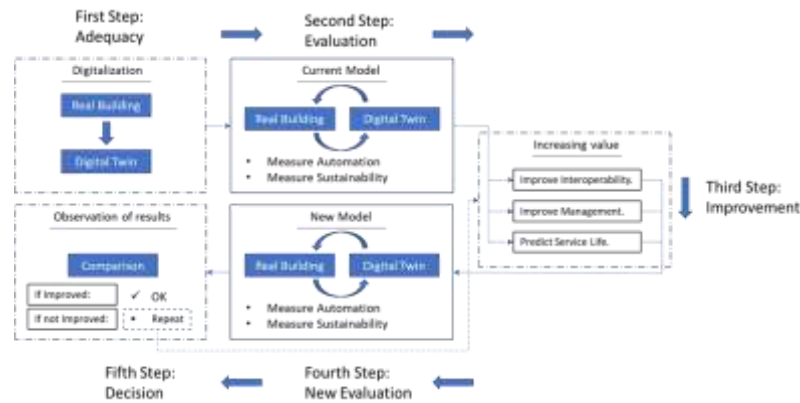 First Step:
Adequacy
Second Step:
Evaluation
Digitalization
Real Building
Digital Twin
Current Model
Real Building
Digital Twin
• Measure Automation
• Measure Sustainability
Increasing value
Improve Interoperability.
Improve Management.
Predict Service Life.
Third Step:
Improvement
Observation of results
Comparison
If Improved:
✓ OK
If not Improved:
• Repeat
New Model
Real Building
Digital Twin
• Measure Automation
• Measure Sustainability
Fifth Step:
Decision
Fourth Step:
New Evaluation